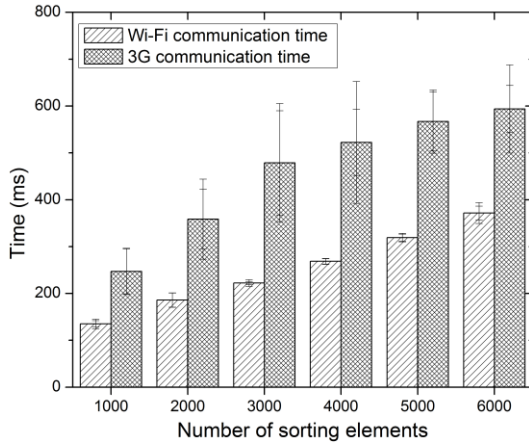 800
600
400
200
0
Time (ms)
Wi-Fi communication time
3G communication time
1000 2000 3000 4000 5000 6000
Number of sorting elements